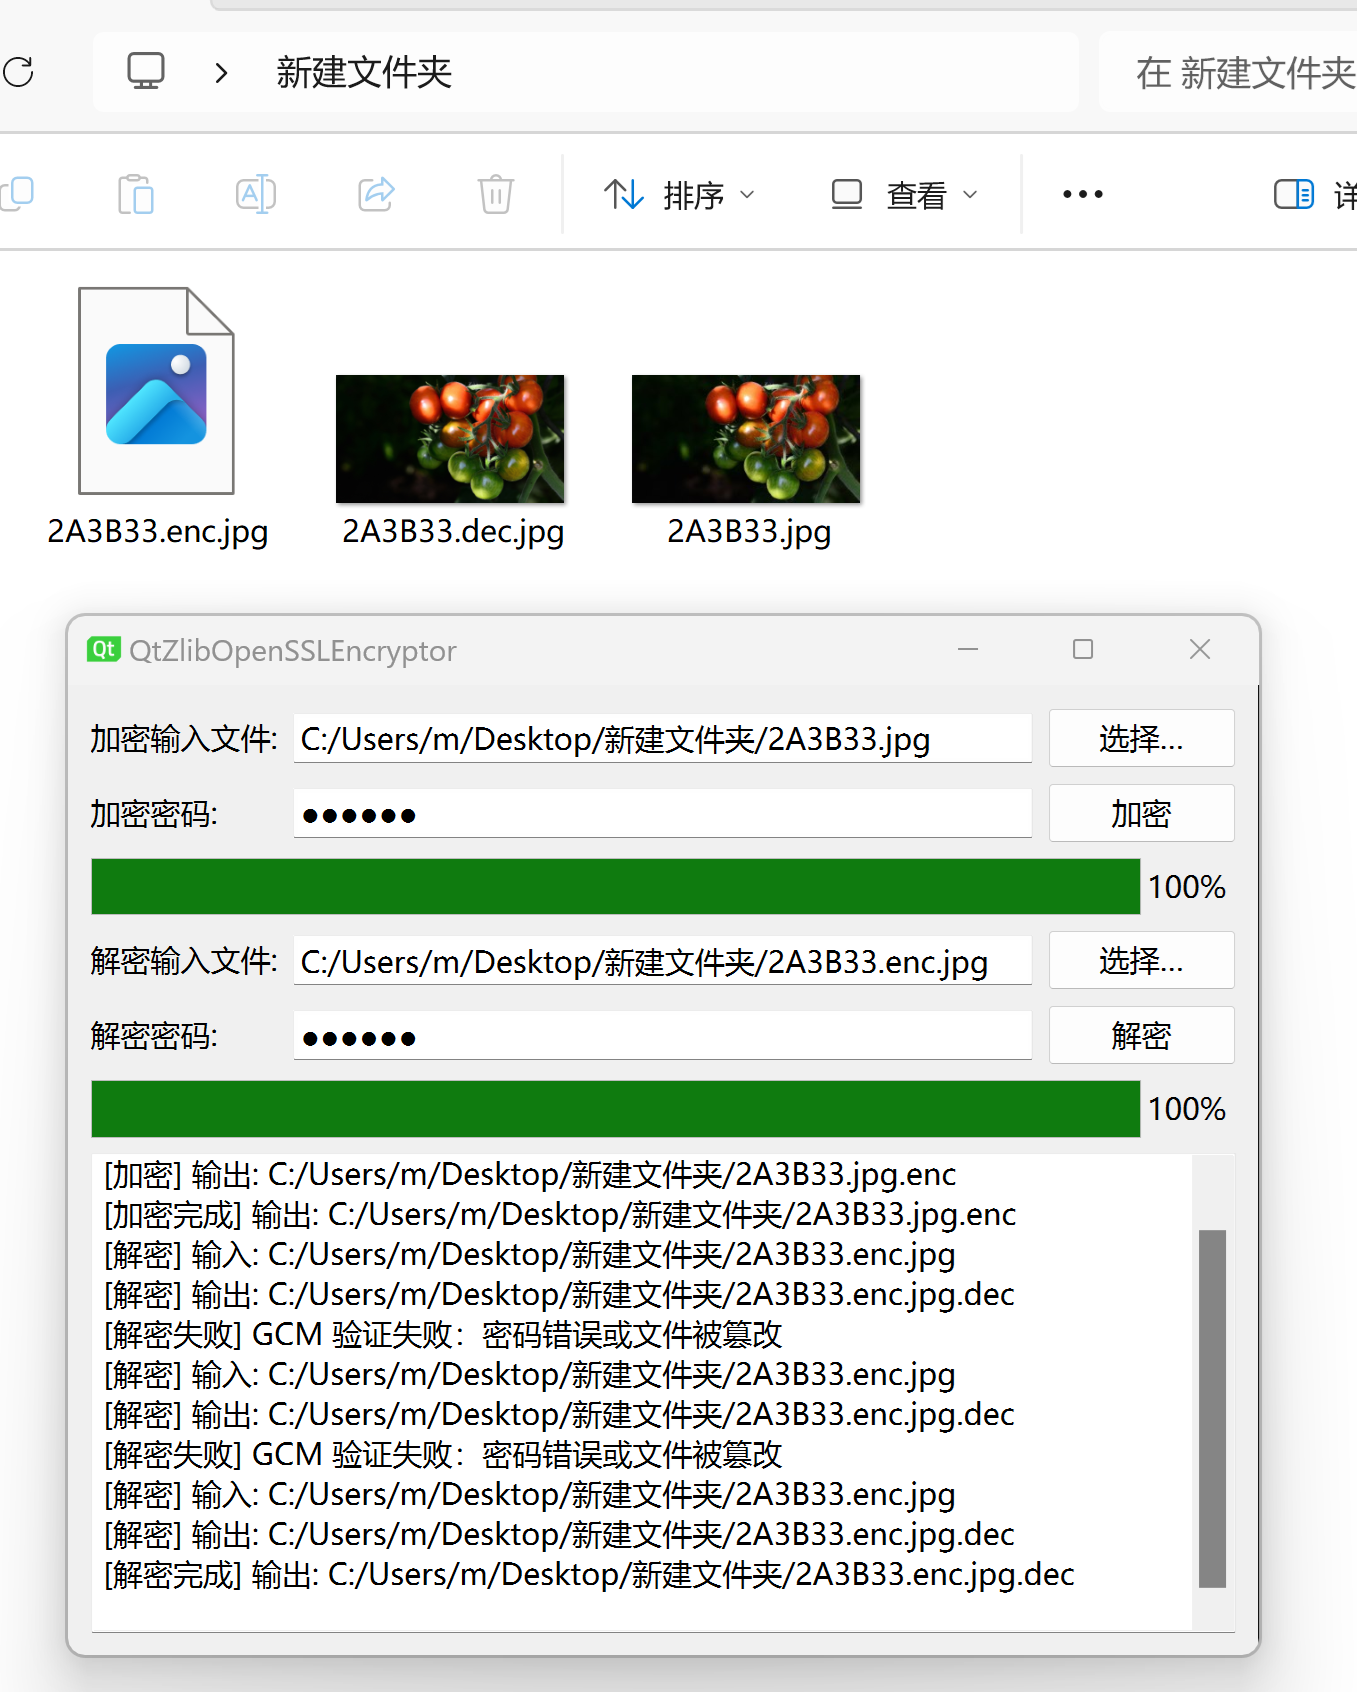 新建文件夹
在 新建文件夹
排序
查看
详
2A3B33.enc.jpg
2A3B33.dec.jpg
2A3B33.jpg
Qt QtZlibOpenSSLEncryptor
加密输入文件: C:/Users/m/Desktop/新建文件夹/2A3B33.jpg 选择...
加密密码: ●●●●●● 加密
100%
解密输入文件: C:/Users/m/Desktop/新建文件夹/2A3B33.enc.jpg 选择...
解密密码: ●●●●●● 解密
100%
[加密] 输出: C:/Users/m/Desktop/新建文件夹/2A3B33.jpg.enc
[加密完成] 输出: C:/Users/m/Desktop/新建文件夹/2A3B33.jpg.enc
[解密] 输入: C:/Users/m/Desktop/新建文件夹/2A3B33.enc.jpg
[解密] 输出: C:/Users/m/Desktop/新建文件夹/2A3B33.enc.jpg.dec
[解密失败] GCM 验证失败：密码错误或文件被篡改
[解密] 输入: C:/Users/m/Desktop/新建文件夹/2A3B33.enc.jpg
[解密] 输出: C:/Users/m/Desktop/新建文件夹/2A3B33.enc.jpg.dec
[解密失败] GCM 验证失败：密码错误或文件被篡改
[解密] 输入: C:/Users/m/Desktop/新建文件夹/2A3B33.enc.jpg
[解密] 输出: C:/Users/m/Desktop/新建文件夹/2A3B33.enc.jpg.dec
[解密完成] 输出: C:/Users/m/Desktop/新建文件夹/2A3B33.enc.jpg.dec